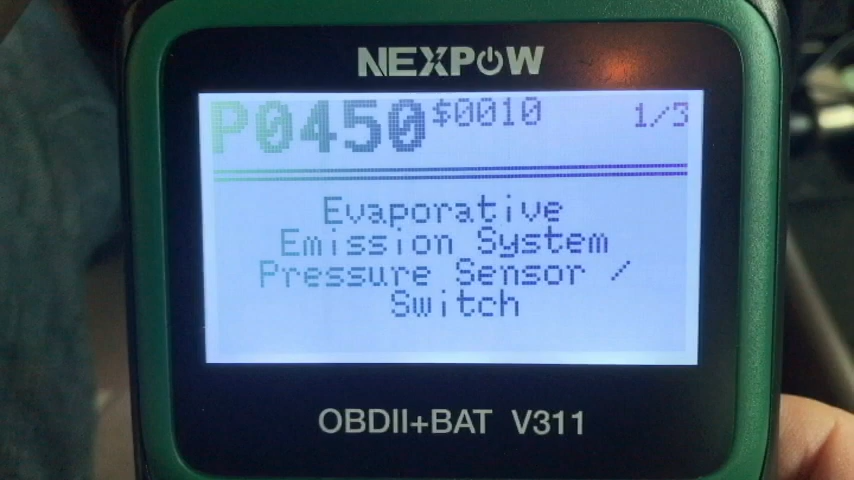 NEXPOW
P0450 $0010 1/3
Evaporative
Emission System
Pressure Sensor /
Switch
OBDII+BAT V311